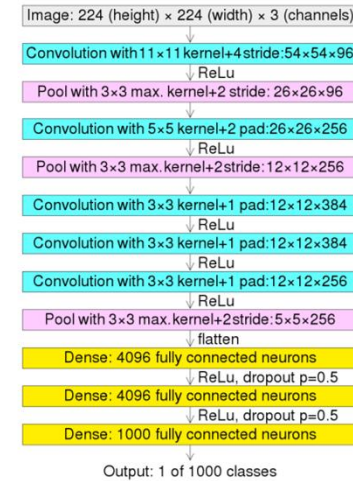 Image: 224 (height) × 224 (width) × 3 (channels)
Convolution with 11×11 kernel+4 stride:54×54×96
ReLu
Pool with 3×3 max. kernel+2 stride: 26×26×96
Convolution with 5×5 kernel+2 pad:26×26×256
ReLu
Pool with 3×3 max.kernel+2stride:12×12×256
Convolution with 3×3 kernel+1 pad:12×12×384
ReLu
Convolution with 3×3 kernel+1 pad:12×12×384
ReLu
Convolution with 3×3 kernel+1 pad:12×12×256
ReLu
Pool with 3×3 max.kernel+2stride:5×5×256
flatten
Dense: 4096 fully connected neurons
ReLu, dropout p=0.5
Dense: 4096 fully connected neurons
ReLu, dropout p=0.5
Dense: 1000 fully connected neurons
Output: 1 of 1000 classes